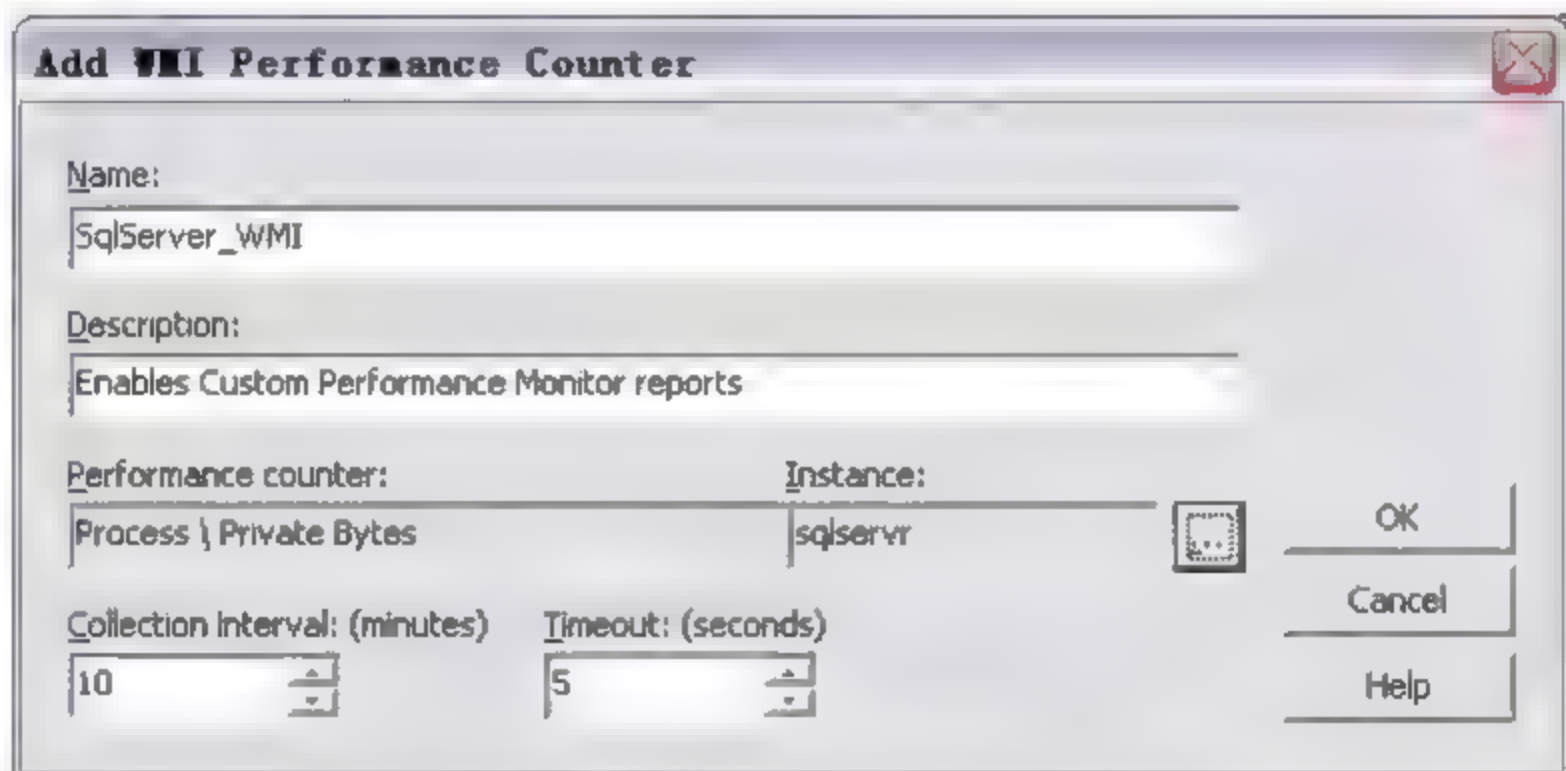 Add WMI Performance Counter
Name:
SqlServer_WMI
Description:
Enables Custom Performance Monitor reports
Performance counter: Instance:
Process \ Private Bytes sqlservr ...
OK
Cancel
Collection interval: (minutes) Timeout: (seconds)
10 5
Help